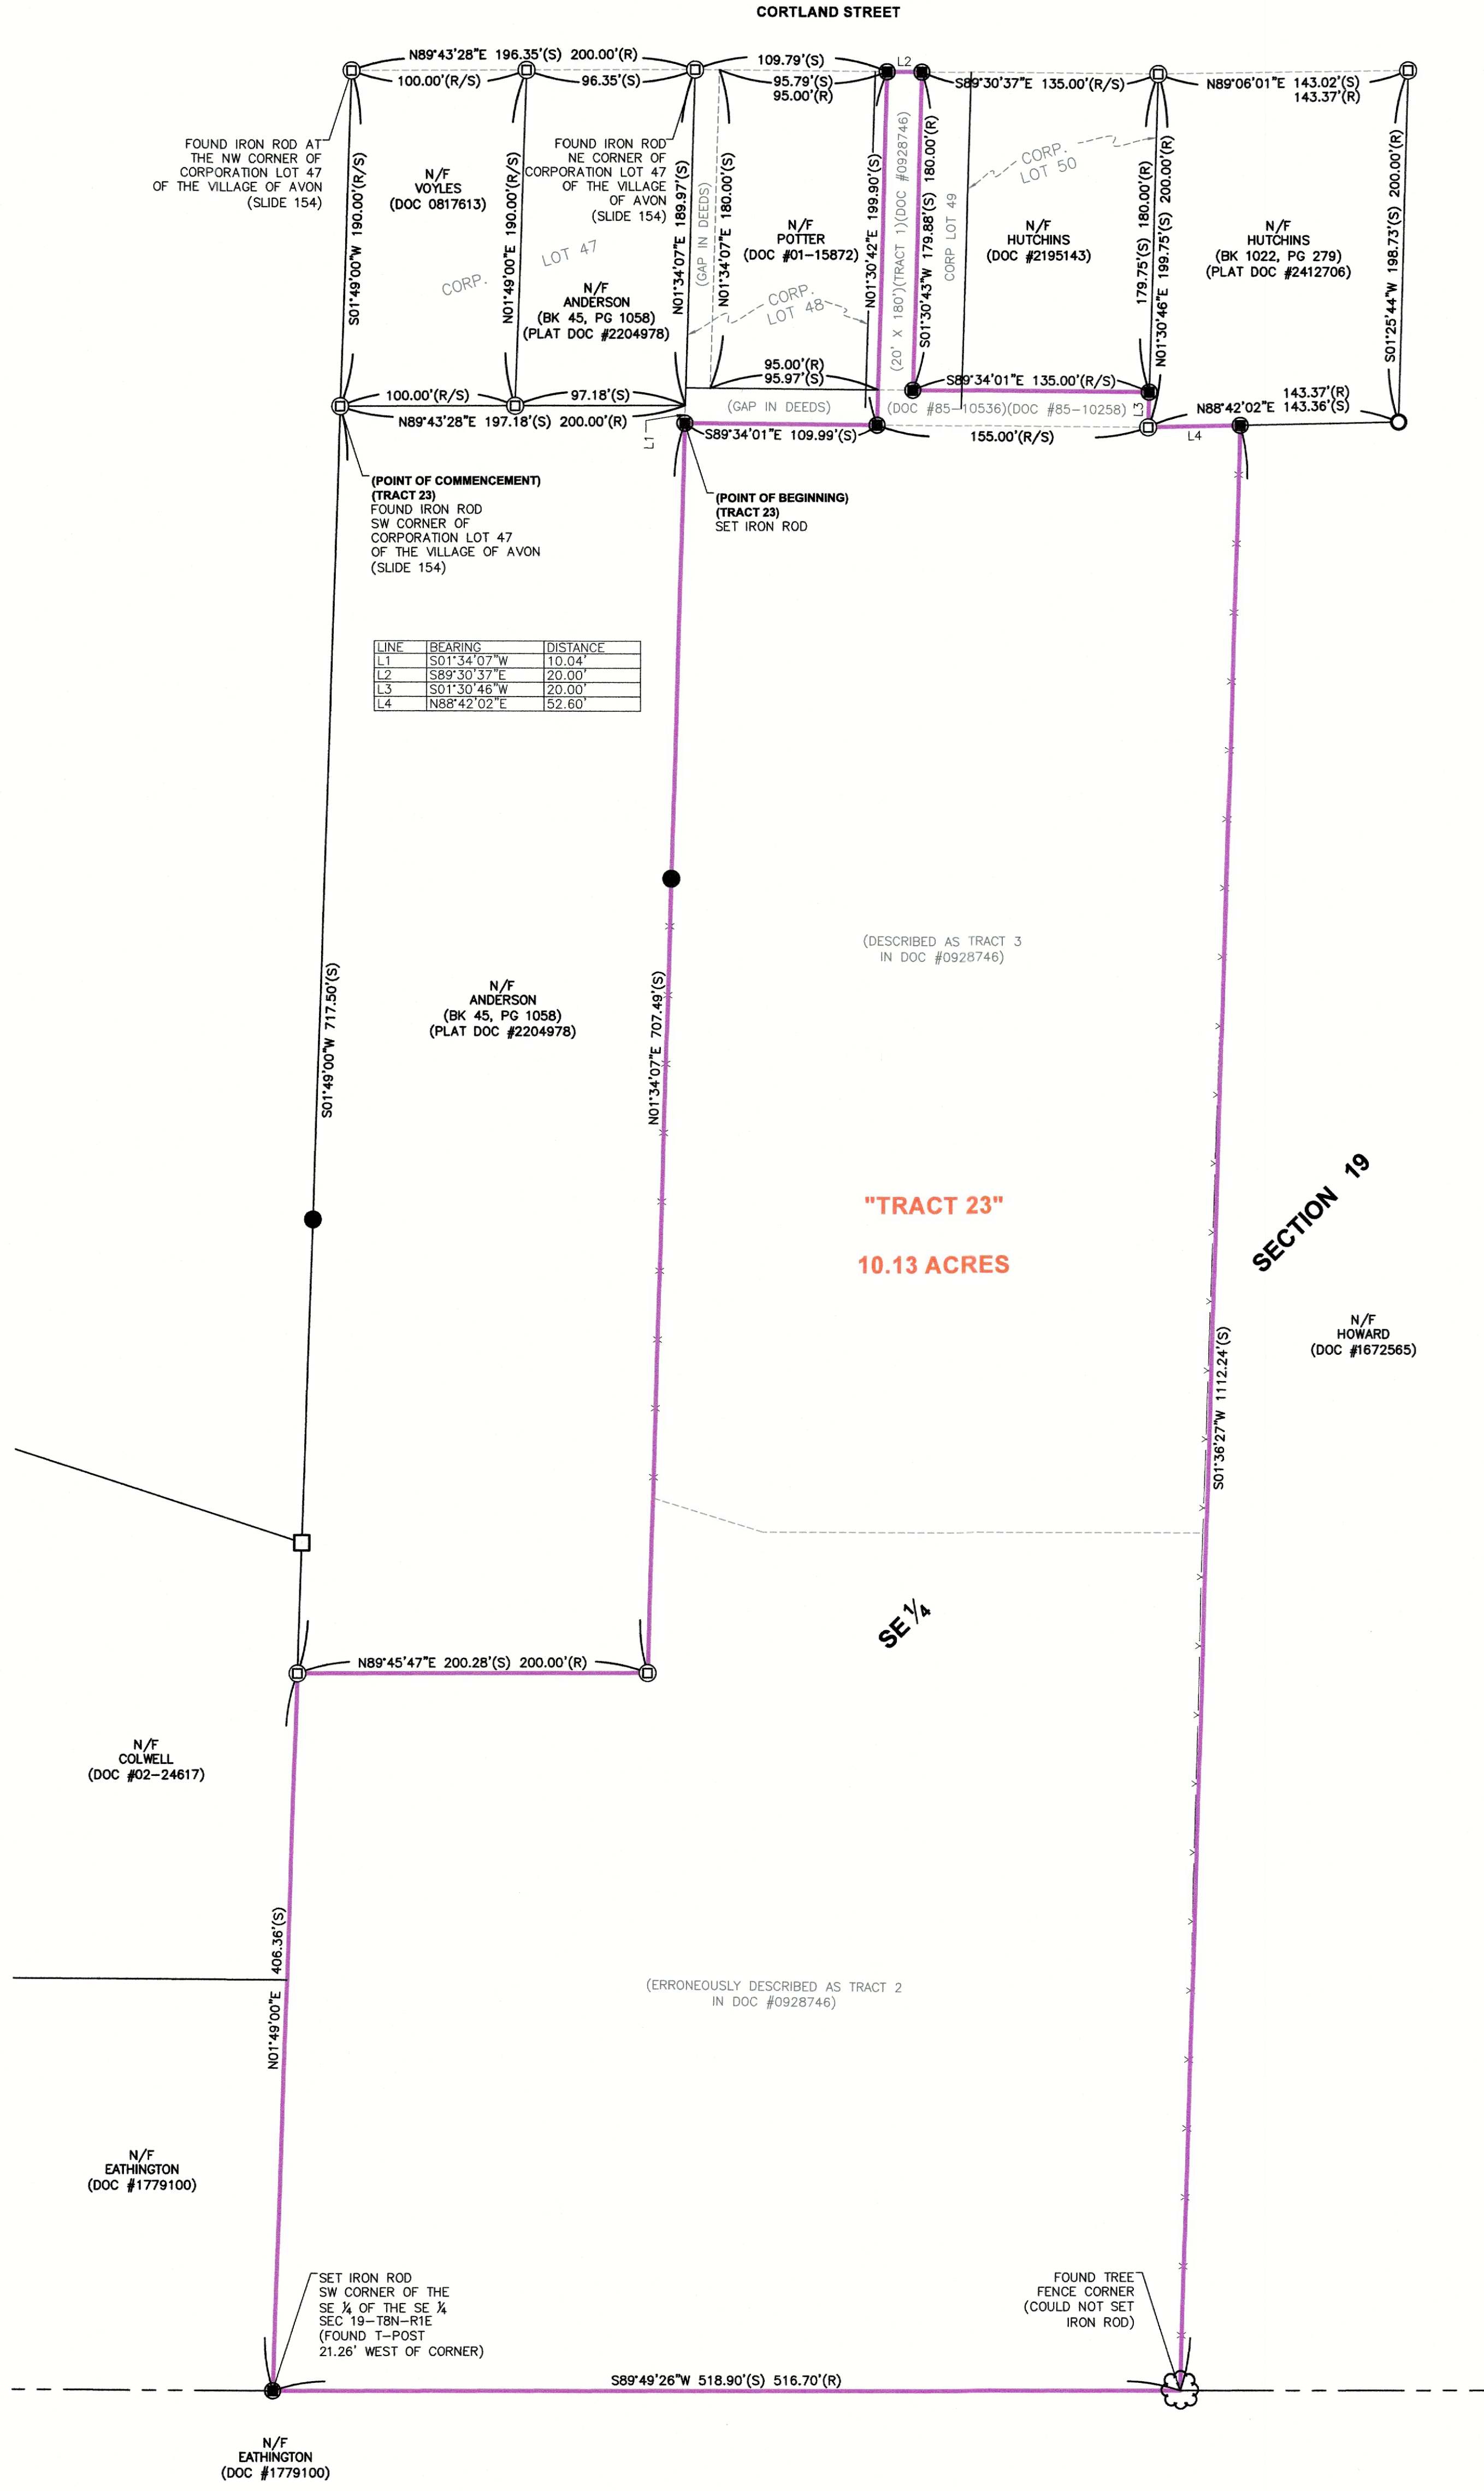 CORTLAND STREET
N89°43'28"E 196.35'(S) 200.00'(R)
100.00'(R/S)
96.35'(S)
109.79'(S)
95.79'(S)
95.00'(R)
L2
S89°30'37"E 135.00'(R/S)
N89°06'01"E 143.02'(S)
143.37'(R)
FOUND IRON ROD AT
THE NW CORNER OF
CORPORATION LOT 47
OF THE VILLAGE OF AVON
(SLIDE 154)
S01°49'00"W 190.00'(R/S)
N/F
VOYLES
(DOC 0817613)
N01°49'00"E 190.00'(R/S)
FOUND IRON ROD
NE CORNER OF
CORPORATION LOT 47
OF THE VILLAGE
OF AVON
(SLIDE 154)
CORP. LOT 47
N/F
ANDERSON
(BK 45, PG 1058)
(PLAT DOC #2204978)
N01°34'07"E 189.97'(S)
(GAP IN DEEDS)
N01°34'07"E 180.00'(S)
N/F
POTTER
(DOC #01-15872)
CORP.
LOT 48
N01°30'42"E 199.90'(S)
(20' X 180')(TRACT 1)(DOC #0928746)
S01°30'43"W 179.88'(S) 180.00'(R)
CORP LOT 49
CORP.
LOT 50
N/F
HUTCHINS
(DOC #2195143)
179.75'(S) 180.00'(R)
N01°30'46"E 199.75'(S) 200.00'(R)
N/F
HUTCHINS
(BK 1022, PG 279)
(PLAT DOC #2412706)
S01°25'44"W 198.73'(S) 200.00'(R)
95.00'(R)
95.97'(S)
S89°34'01"E 135.00'(R/S)
100.00'(R/S)
97.18'(S)
N89°43'28"E 197.18'(S) 200.00'(R)
L1
(GAP IN DEEDS)
(DOC #85-10536)(DOC #85-10258)
L3
143.37'(R)
N88°42'02"E 143.36'(S)
S89°34'01"E 109.99'(S)
155.00'(R/S)
L4
(POINT OF COMMENCEMENT)
(TRACT 23)
FOUND IRON ROD
SW CORNER OF
CORPORATION LOT 47
OF THE VILLAGE OF AVON
(SLIDE 154)
(POINT OF BEGINNING)
(TRACT 23)
SET IRON ROD
LINE BEARING DISTANCE
L1 S01°34'07"W 10.04'
L2 S89°30'37"E 20.00'
L3 S01°30'46"W 20.00'
L4 N88°42'02"E 52.60'
(DESCRIBED AS TRACT 3
IN DOC #0928746)
S01°49'00"W 717.50'(S)
N/F
ANDERSON
(BK 45, PG 1058)
(PLAT DOC #2204978)
N01°34'07"E 707.49'(S)
"TRACT 23"
10.13 ACRES
SECTION 19
N/F
HOWARD
(DOC #1672565)
S01°36'27"W 1112.24'(S)
SE 1/4
N89°45'47"E 200.28'(S) 200.00'(R)
N/F
COLWELL
(DOC #02-24617)
N01°49'00"E 406.36'(S)
(ERRONEOUSLY DESCRIBED AS TRACT 2
IN DOC #0928746)
N/F
EATHINGTON
(DOC #1779100)
SET IRON ROD
SW CORNER OF THE
SE ¼ OF THE SE ¼
SEC 19-T8N-R1E
(FOUND T-POST
21.26' WEST OF CORNER)
FOUND TREE
FENCE CORNER
(COULD NOT SET
IRON ROD)
S89°49'26"W 518.90'(S) 516.70'(R)
N/F
EATHINGTON
(DOC #1779100)